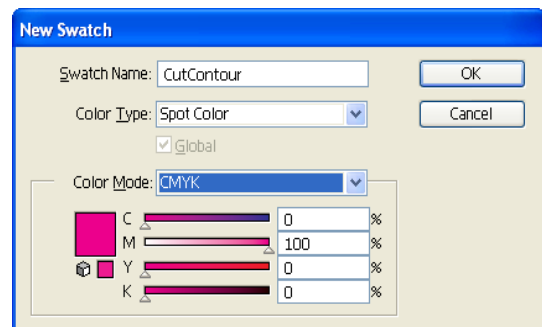 New Swatch
Swatch Name: CutContour
OK
Color Type: Spot Color
Cancel
Global
Color Mode: CMYK
C 0 %
M 100 %
Y 0 %
K 0 %